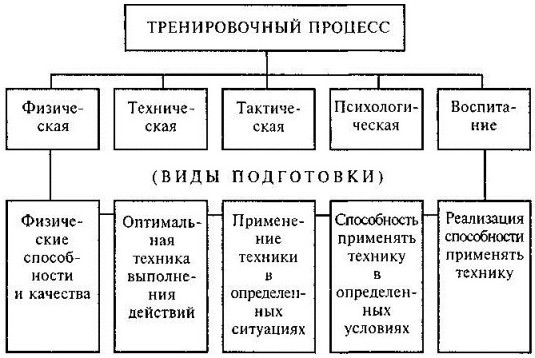 ТРЕНИРОВОЧНЫЙ ПРОЦЕСС
Физиче-
ская
Техниче-
ская
Тактиче-
ская
Психологи-
ческая
Воспита-
ние
(ВИДЫ ПОДГОТОВКИ)
Физиче-
ские
способ-
ности
и качества
Оптималь-
ная
техника
выполне-
ния
действий
Примене-
ние
техники
в
определен-
ных
ситуациях
Способность
применять
технику
в
определен-
ных
условиях
Реализация
способности
применять
технику